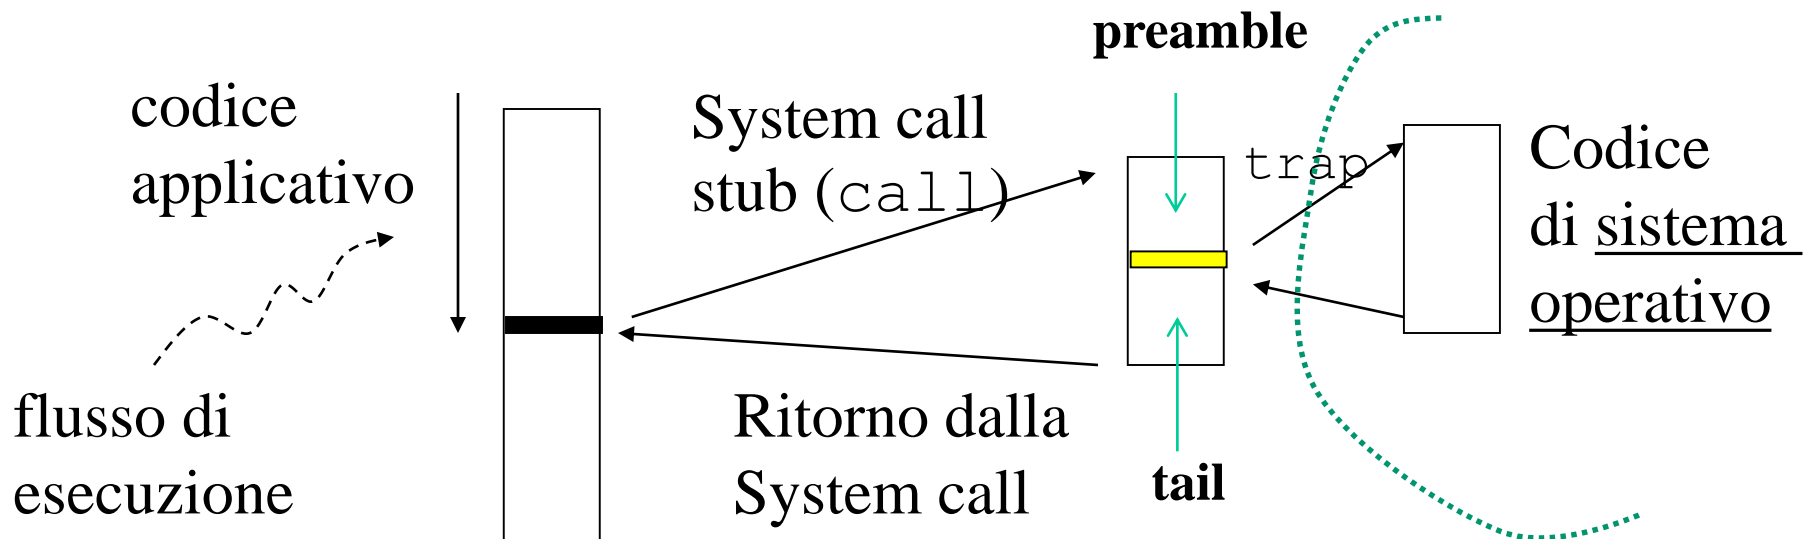 preamble
codice
applicativo
System call
stub (call)
trap
Codice
di sistema
operativo
flusso di
esecuzione
Ritorno dalla
System call
tail